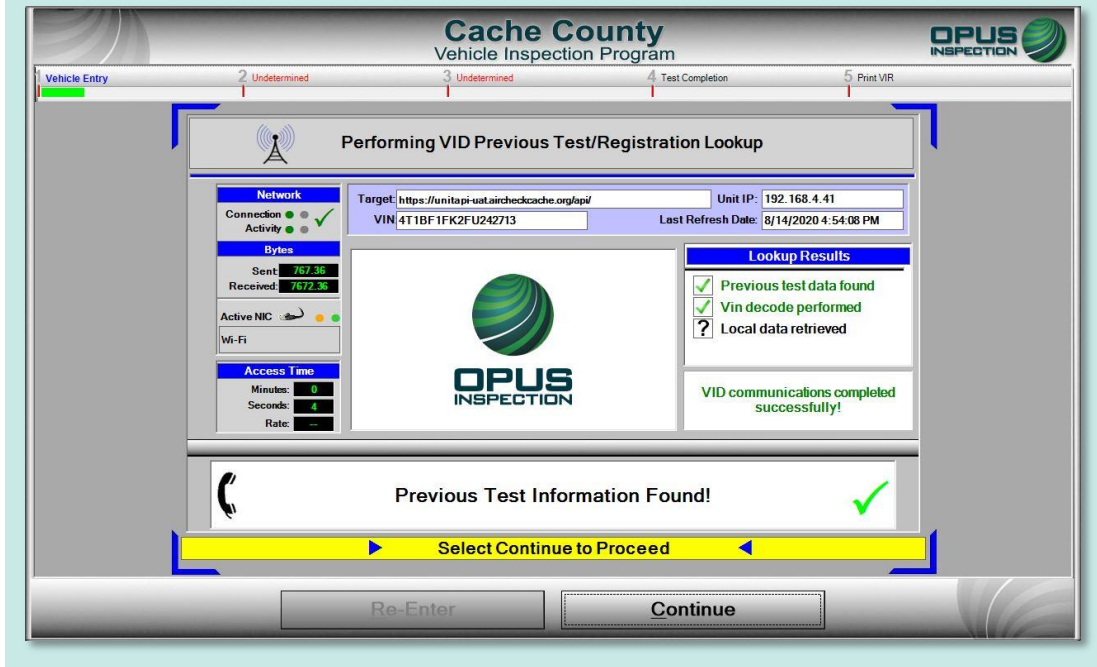 Cache County
Vehicle Inspection Program
OPUS
INSPECTION
1 Vehicle Entry
2 Undetermined
3 Undetermined
4 Test Completion
5 Print VIR
Performing VID Previous Test/Registration Lookup
Network
Connection
Activity
Bytes
Sent: 767.36
Received: 7672.36
Active NIC
Wi-Fi
Access Time
Minutes: 0
Seconds: 4
Rate: --
Target: https://unitapi-uat.aircheckcache.org/api/
Unit IP: 192.168.4.41
VIN 4T1BF1FK2FU242713
Last Refresh Date: 8/14/2020 4:54:08 PM
OPUS
INSPECTION
Lookup Results
Previous test data found
Vin decode performed
? Local data retrieved
VID communications completed
successfully!
Previous Test Information Found!
Select Continue to Proceed
Re-Enter
Continue